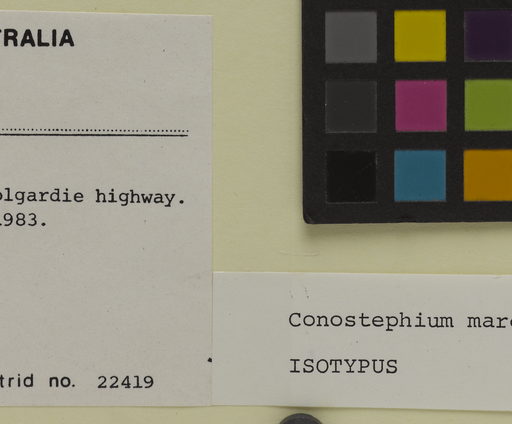 TRALIA
olgardie highway.
1983.
trid no. 22419
Conostephium marc
ISOTYPUS